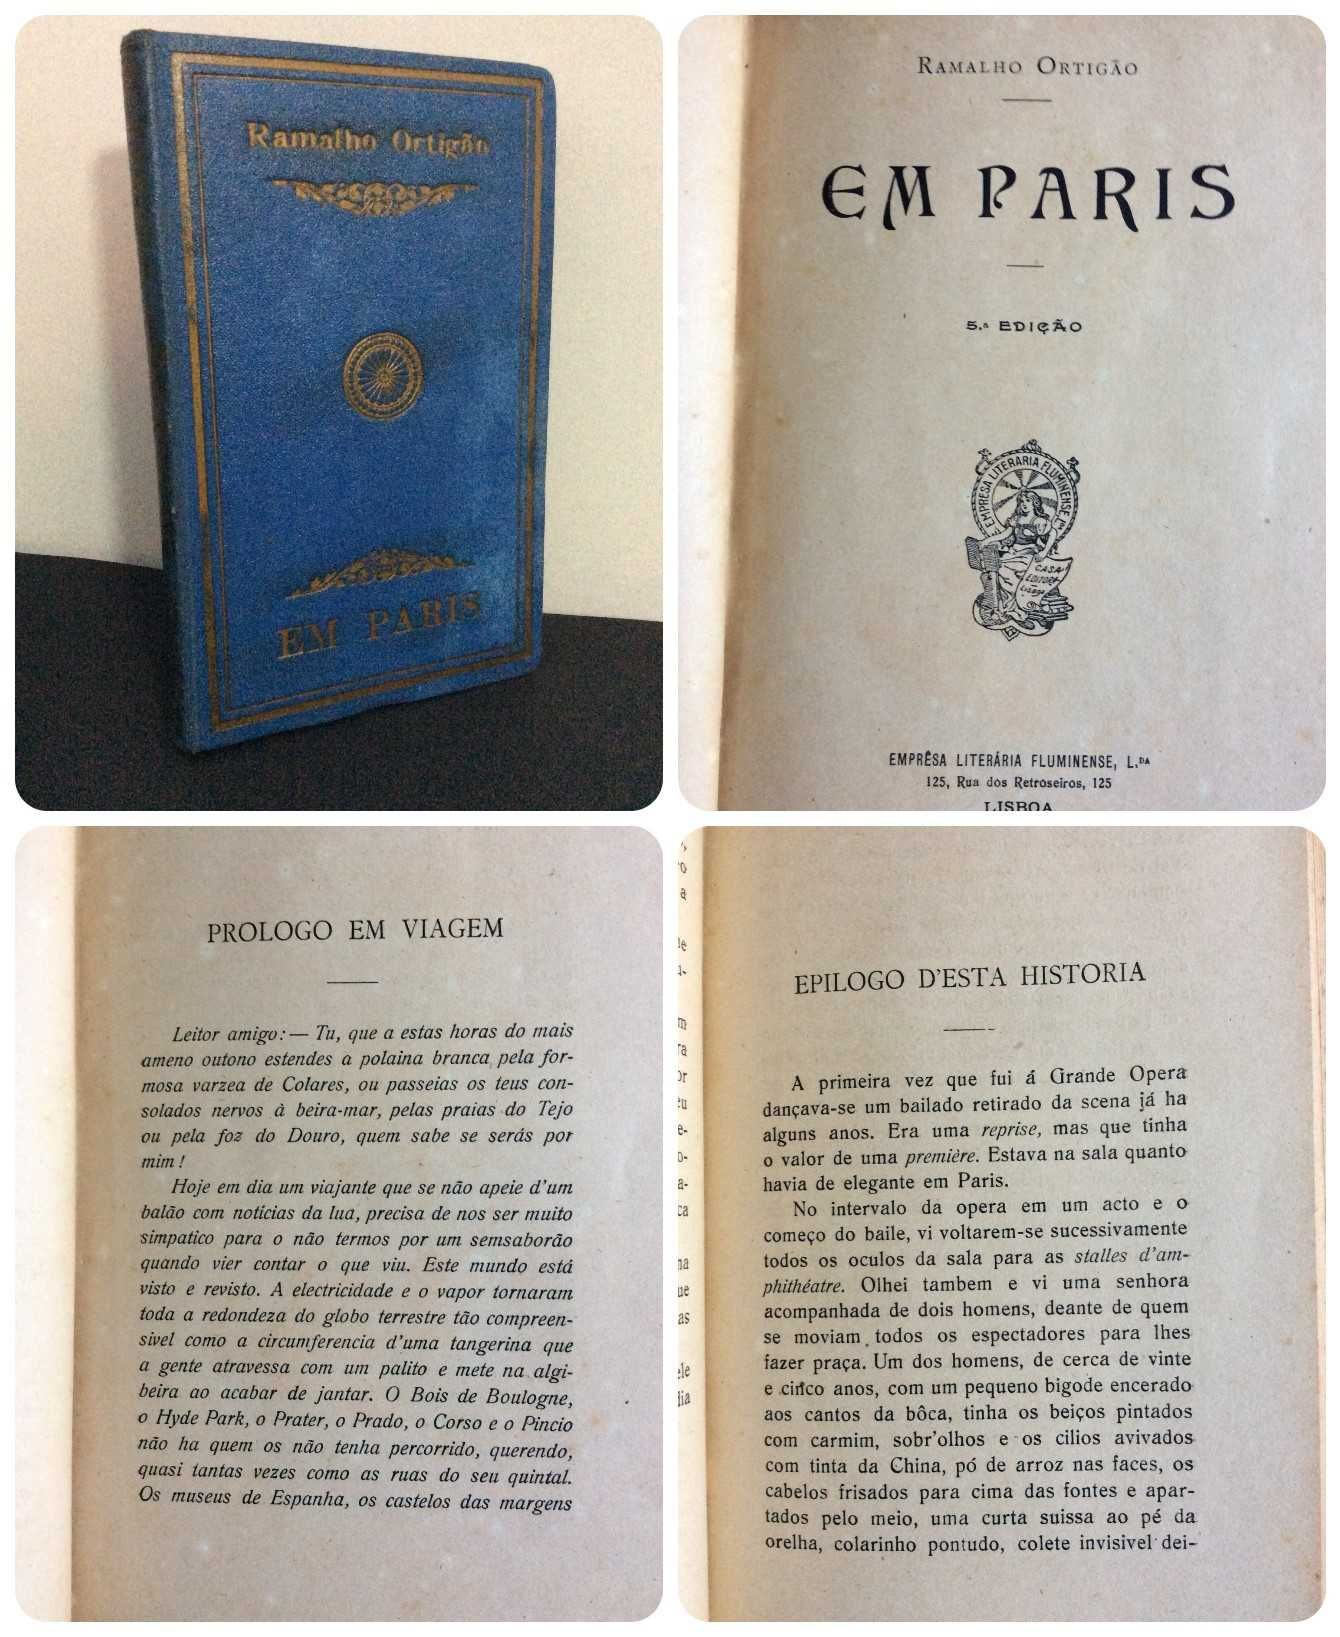 Ramalho Ortigão
EM PARIS
RAMALHO ORTIGÃO
EM PARIS
5.ª EDIÇÃO
EMPRESA LITERARIA FLUMINENSE L.DA
CASA
EDITORA
Lisboa
EMPRÊSA LITERÁRIA FLUMINENSE, L.DA
125, Rua dos Retroseiros, 125
LISBOA
PROLOGO EM VIAGEM
Leitor amigo: — Tu, que a estas horas do mais
ameno outono estendes a polaina branca pela for-
mosa varzea de Colares, ou passeias os teus con-
solados nervos à beira-mar, pelas praias do Tejo
ou pela foz do Douro, quem sabe se serás por
mim!
Hoje em dia um viajante que se não apeie d'um
balão com notícias da lua, precisa de nos ser muito
simpatico para o não termos por um semsaborão
quando vier contar o que viu. Este mundo está
visto e revisto. A electricidade e o vapor tornaram
toda a redondeza do globo terrestre tão compreen-
sivel como a circumferencia d'uma tangerina que
a gente atravessa com um palito e mete na algi-
beira ao acabar de jantar. O Bois de Boulogne,
o Hyde Park, o Prater, o Prado, o Corso e o Pincio
não ha quem os não tenha percorrido, querendo,
quasi tantas vezes como as ruas do seu quintal.
Os museus de Espanha, os castelos das margens
EPILOGO D'ESTA HISTORIA
A primeira vez que fui á Grande Opera
dançava-se um bailado retirado da scena já ha
alguns anos. Era uma reprise, mas que tinha
o valor de uma première. Estava na sala quanto
havia de elegante em Paris.
No intervalo da opera em um acto e o
começo do baile, vi voltarem-se sucessivamente
todos os oculos da sala para as stalles d'am-
phithéatre. Olhei tambem e vi uma senhora
acompanhada de dois homens, deante de quem
se moviam todos os espectadores para lhes
fazer praça. Um dos homens, de cerca de vinte
e cinco anos, com um pequeno bigode encerado
aos cantos da bôca, tinha os beiços pintados
com carmim, sobr'olhos e os cilios avivados
com tinta da China, pó de arroz nas faces, os
cabelos frisados para cima das fontes e apar-
tados pelo meio, uma curta suissa ao pé da
orelha, colarinho pontudo, colete invisivel dei-